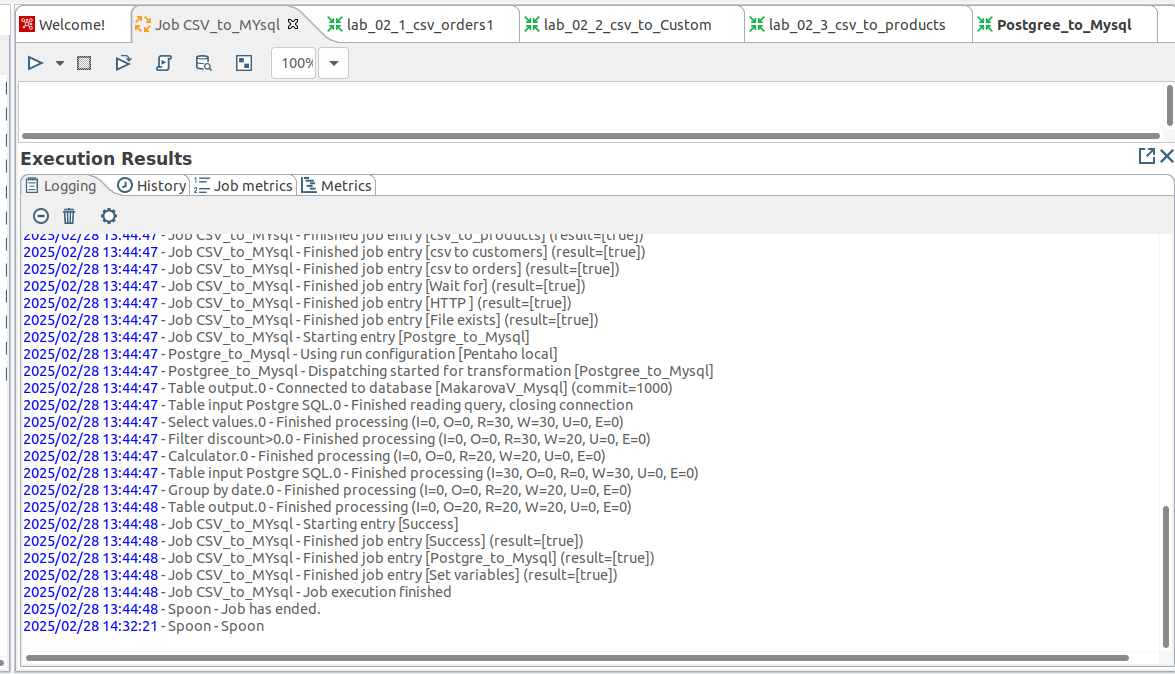 Welcome! Job CSV_to_MYsql lab_02_1_csv_orders1 lab_02_2_csv_to_Custom lab_02_3_csv_to_products Postgree_to_Mysql
100%
Execution Results
Logging History Job metrics Metrics
2025/02/28 13:44:47 - Job CSV_to_MYsql - Finished job entry [csv_to_products] (result=[true])
2025/02/28 13:44:47 - Job CSV_to_MYsql - Finished job entry [csv to customers] (result=[true])
2025/02/28 13:44:47 - Job CSV_to_MYsql - Finished job entry [csv to orders] (result=[true])
2025/02/28 13:44:47 - Job CSV_to_MYsql - Finished job entry [Wait for] (result=[true])
2025/02/28 13:44:47 - Job CSV_to_MYsql - Finished job entry [HTTP ] (result=[true])
2025/02/28 13:44:47 - Job CSV_to_MYsql - Finished job entry [File exists] (result=[true])
2025/02/28 13:44:47 - Job CSV_to_MYsql - Starting entry [Postgre_to_Mysql]
2025/02/28 13:44:47 - Postgre_to_Mysql - Using run configuration [Pentaho local]
2025/02/28 13:44:47 - Postgree_to_Mysql - Dispatching started for transformation [Postgree_to_Mysql]
2025/02/28 13:44:47 - Table output.0 - Connected to database [MakarovaV_Mysql] (commit=1000)
2025/02/28 13:44:47 - Table input Postgre SQL.0 - Finished reading query, closing connection
2025/02/28 13:44:47 - Select values.0 - Finished processing (I=0, O=0, R=30, W=30, U=0, E=0)
2025/02/28 13:44:47 - Filter discount>0.0 - Finished processing (I=0, O=0, R=30, W=20, U=0, E=0)
2025/02/28 13:44:47 - Calculator.0 - Finished processing (I=0, O=0, R=20, W=20, U=0, E=0)
2025/02/28 13:44:47 - Table input Postgre SQL.0 - Finished processing (I=30, O=0, R=0, W=30, U=0, E=0)
2025/02/28 13:44:47 - Group by date.0 - Finished processing (I=0, O=0, R=20, W=20, U=0, E=0)
2025/02/28 13:44:48 - Table output.0 - Finished processing (I=0, O=20, R=20, W=20, U=0, E=0)
2025/02/28 13:44:48 - Job CSV_to_MYsql - Starting entry [Success]
2025/02/28 13:44:48 - Job CSV_to_MYsql - Finished job entry [Success] (result=[true])
2025/02/28 13:44:48 - Job CSV_to_MYsql - Finished job entry [Postgre_to_Mysql] (result=[true])
2025/02/28 13:44:48 - Job CSV_to_MYsql - Finished job entry [Set variables] (result=[true])
2025/02/28 13:44:48 - Job CSV_to_MYsql - Job execution finished
2025/02/28 13:44:48 - Spoon - Job has ended.
2025/02/28 14:32:21 - Spoon - Spoon